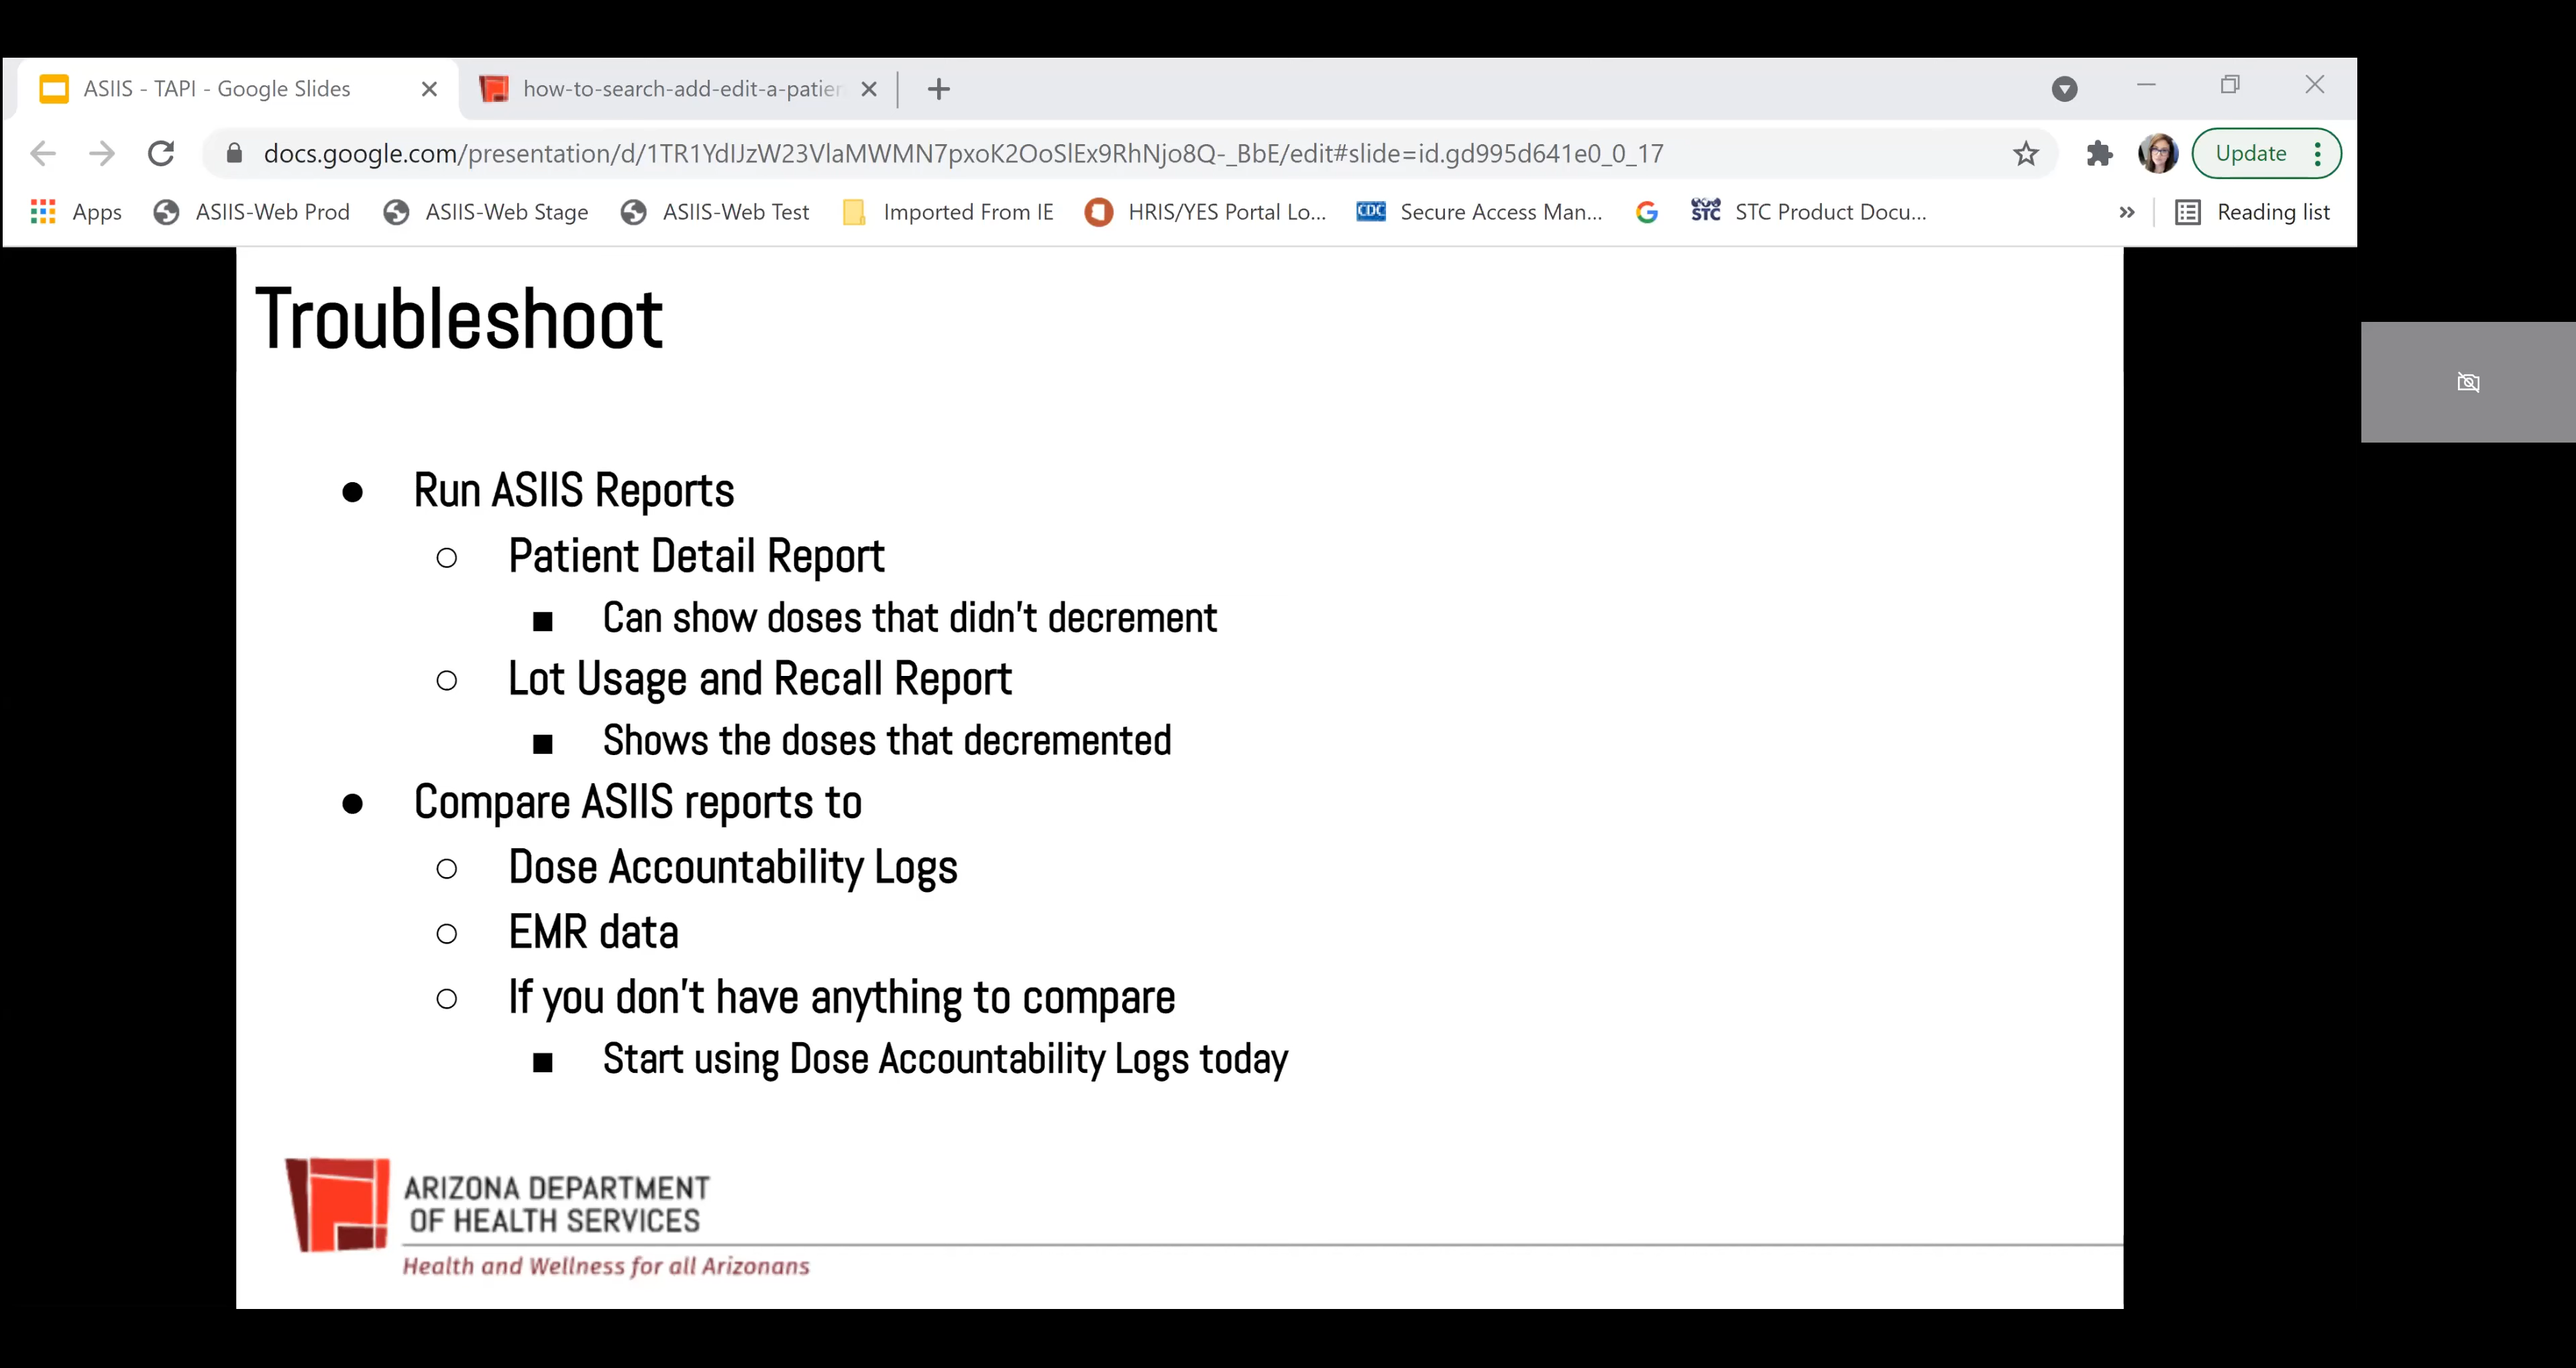 ASIIS - TAPI - Google Slides
how-to-search-add-edit-a-patien
docs.google.com/presentation/d/1TR1YdIJzW23VlaMWMN7pxoK2OoSlEx9RhNjo8Q-_BbE/edit#slide=id.gd995d641e0_0_17
Update
Apps ASIIS-Web Prod ASIIS-Web Stage ASIIS-Web Test Imported From IE HRIS/YES Portal Lo... CDC Secure Access Man... STC STC Product Docu... » Reading list
Troubleshoot
● Run ASIIS Reports
○ Patient Detail Report
■ Can show doses that didn't decrement
○ Lot Usage and Recall Report
■ Shows the doses that decremented
● Compare ASIIS reports to
○ Dose Accountability Logs
○ EMR data
○ If you don't have anything to compare
■ Start using Dose Accountability Logs today
ARIZONA DEPARTMENT
OF HEALTH SERVICES
Health and Wellness for all Arizonans